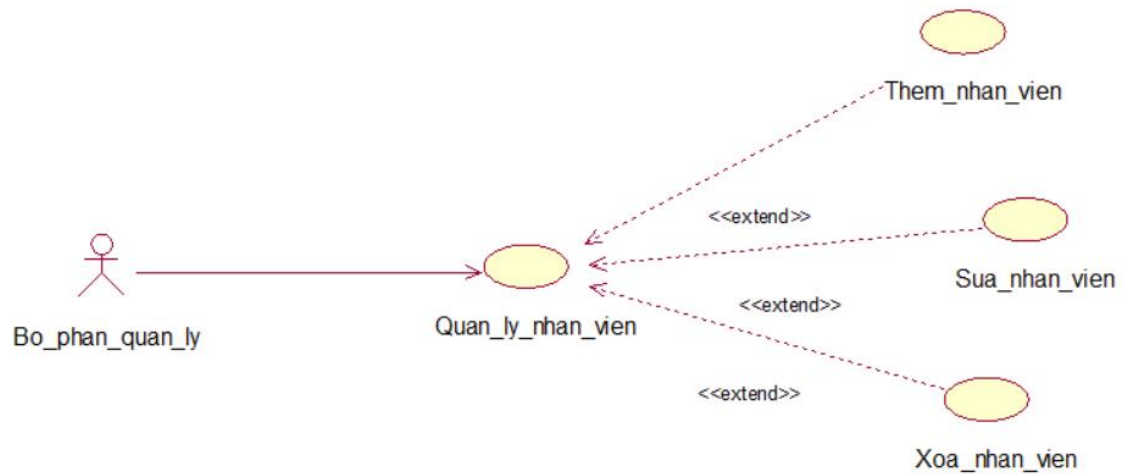 Them_nhan_vien
<<extend>>
Sua_nhan_vien
<<extend>>
Bo_phan_quan_ly
Quan_ly_nhan_vien
<<extend>>
Xoa_nhan_vien